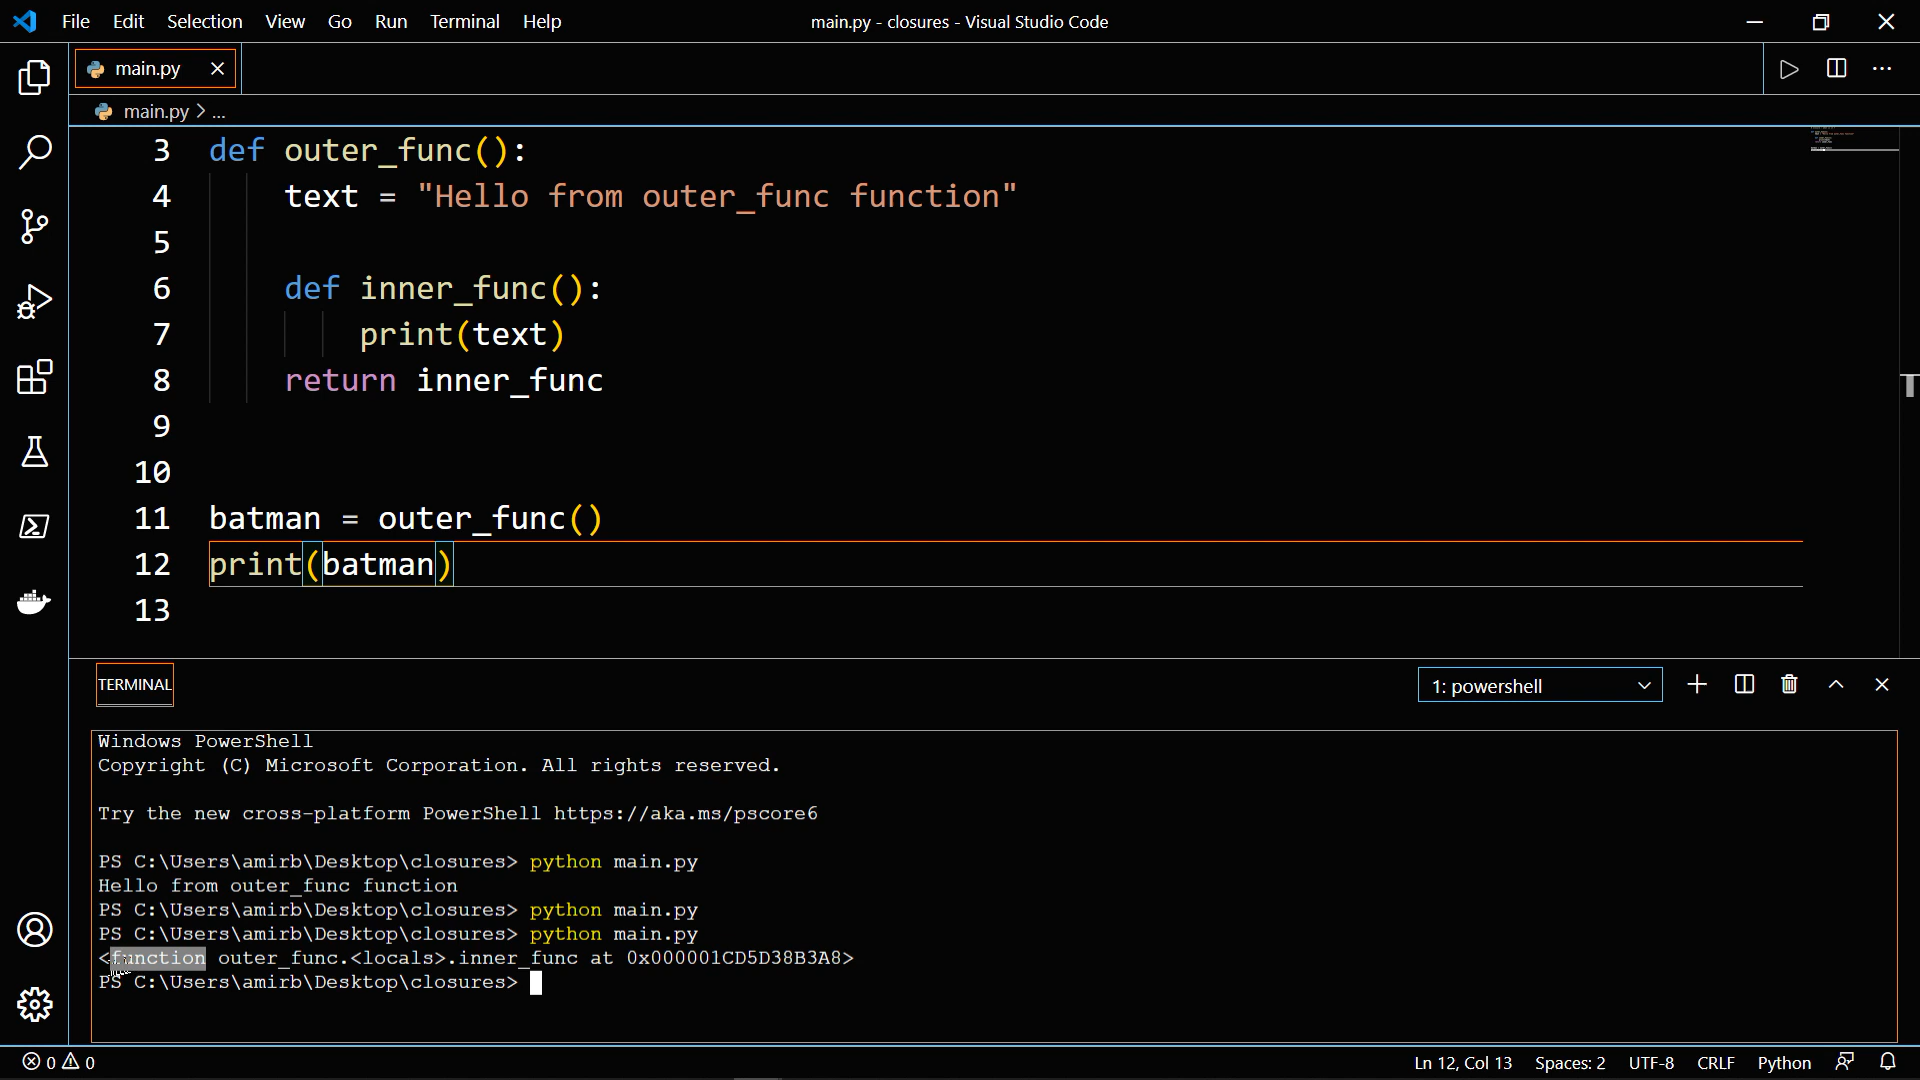 File Edit Selection View Go Run Terminal Help main.py - closures - Visual Studio Code
main.py
main.py > ...
3 def outer_func():
4 text = "Hello from outer_func function"
5
6 def inner_func():
7 print(text)
8 return inner_func
9
10
11 batman = outer_func()
12 print(batman)
13
TERMINAL 1: powershell
Windows PowerShell
Copyright (C) Microsoft Corporation. All rights reserved.
Try the new cross-platform PowerShell https://aka.ms/pscore6
PS C:\Users\amirb\Desktop\closures> python main.py
Hello from outer_func function
PS C:\Users\amirb\Desktop\closures> python main.py
PS C:\Users\amirb\Desktop\closures> python main.py
<function outer_func.<locals>.inner_func at 0x000001CD5D38B3A8>
PS C:\Users\amirb\Desktop\closures>
0 0 Ln 12, Col 13 Spaces: 2 UTF-8 CRLF Python